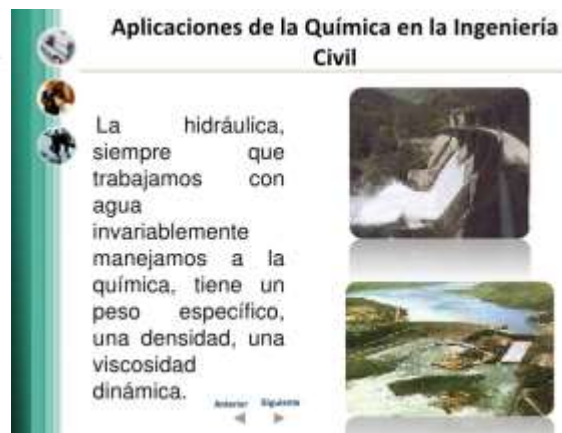 Aplicaciones de la Química en la Ingeniería
Civil
La hidráulica,
siempre que
trabajamos con
agua
invariablemente
manejamos a la
química, tiene un
peso específico,
una densidad, una
viscosidad
dinámica.
Anterior Siguiente